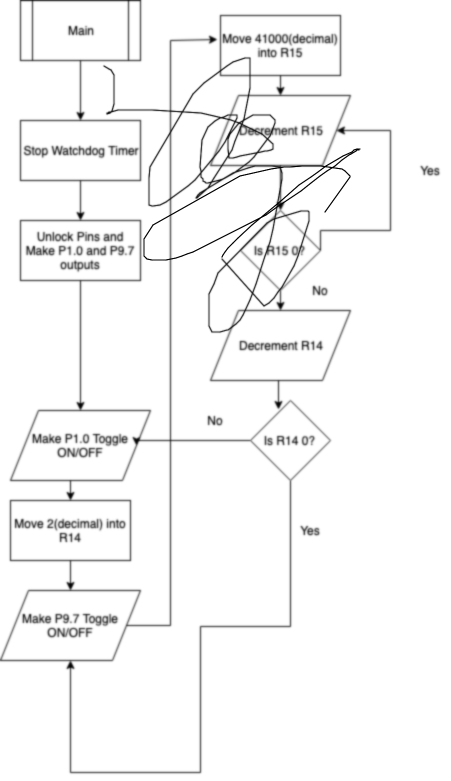 Main
Stop Watchdog Timer
Unlock Pins and
Make P1.0 and P9.7
outputs
Make P1.0 Toggle
ON/OFF
Move 2(decimal) into
R14
Make P9.7 Toggle
ON/OFF
Move 41000(decimal)
into R15
Decrement R15
Yes
Is R15 0?
No
Decrement R14
No
Is R14 0?
Yes